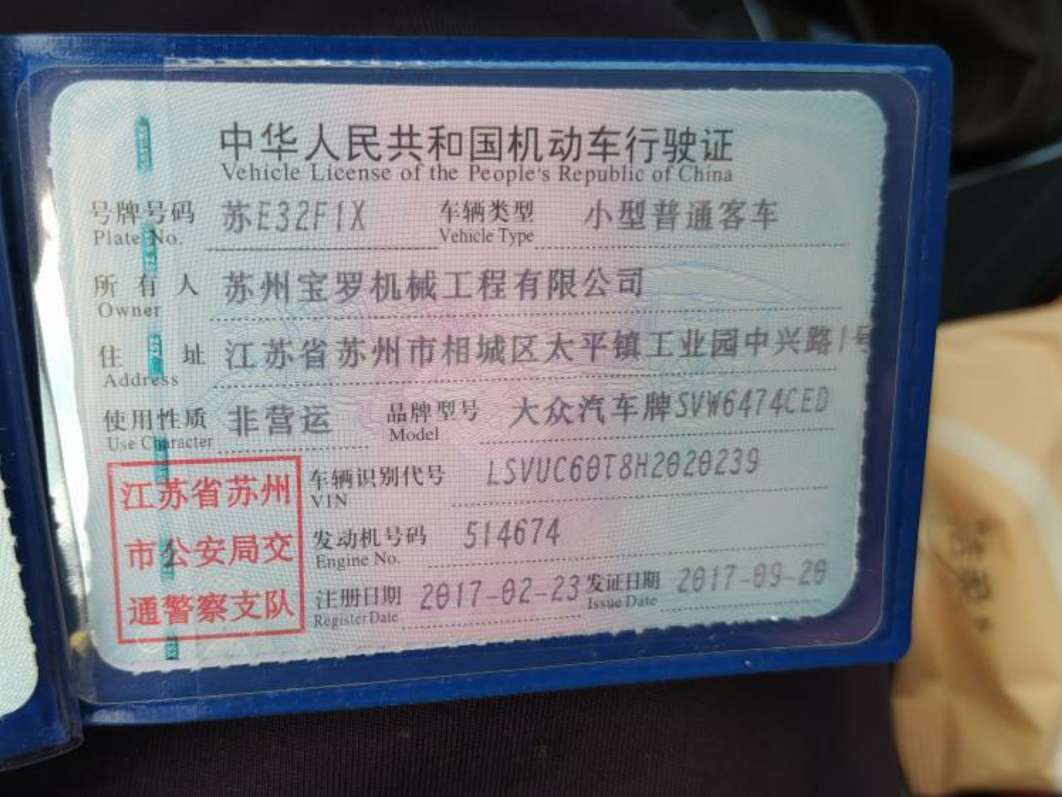 中华人民共和国机动车行驶证
Vehicle License of the People's Republic of China
号牌号码 苏E32F1X 车辆类型 小型普通客车
Plate No. Vehicle Type
所有人 苏州宝罗机械工程有限公司
Owner
住址 江苏省苏州市相城区太平镇工业园中兴路1号
Address
使用性质 非营运 品牌型号 大众汽车牌SVW6474CED
Use Character Model
江苏省苏州 车辆识别代号 LSVUC60T8H2020239
VIN
市公安局交 发动机号码 514674
Engine No.
通警察支队 注册日期 2017-02-23 发证日期 2017-09-20
Register Date Issue Date